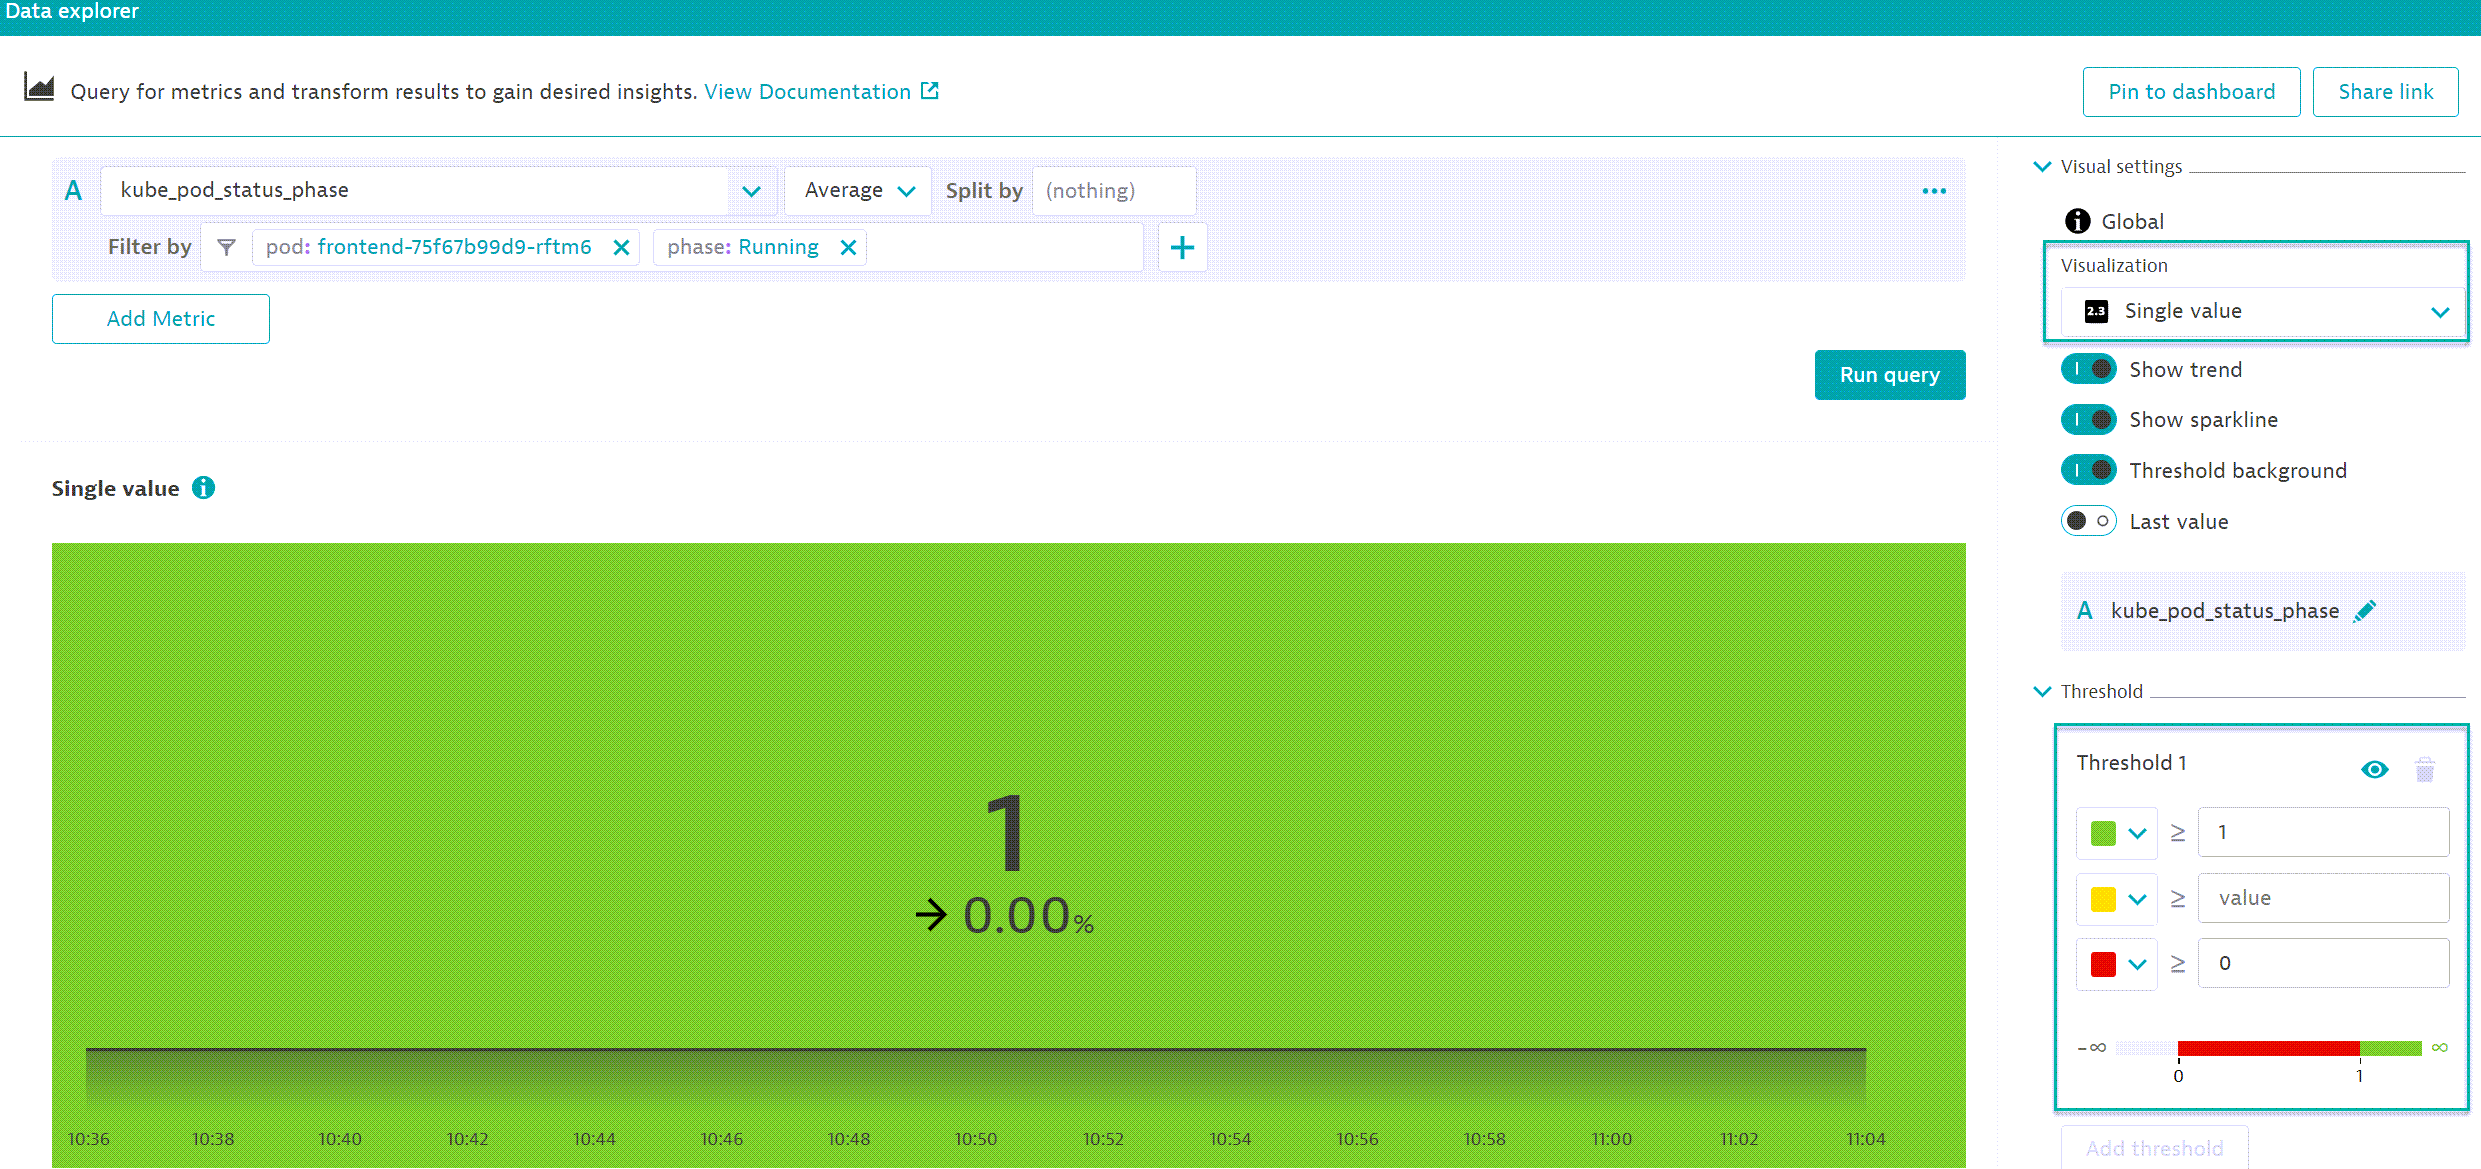 Data explorer
Query for metrics and transform results to gain desired insights. View Documentation
Pin to dashboard
Share link
A kube_pod_status_phase Average Split by (nothing)
Filter by pod: frontend-75f67b99d9-rftm6 phase: Running
Add Metric
Run query
Single value
1
0.00%
10:36 10:38 10:40 10:42 10:44 10:46 10:48 10:50 10:52 10:54 10:56 10:58 11:00 11:02 11:04
Visual settings
Global
Visualization
2.3 Single value
Show trend
Show sparkline
Threshold background
Last value
A kube_pod_status_phase
Threshold
Threshold 1
≥ 1
≥ value
≥ 0
-∞ ∞
0 1
Add threshold